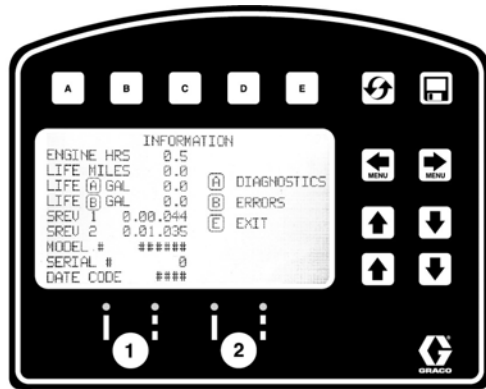 A B C D E
INFORMATION
ENGINE HRS 0.5
LIFE MILES 0.0
LIFE A GAL 0.0
LIFE B GAL 0.0
SREV 1 0.00.044
SREV 2 0.01.035
MODEL # ######
SERIAL # 0
DATE CODE ####
A DIAGNOSTICS
B ERRORS
E EXIT
MENU MENU
1 2
G
GRACO